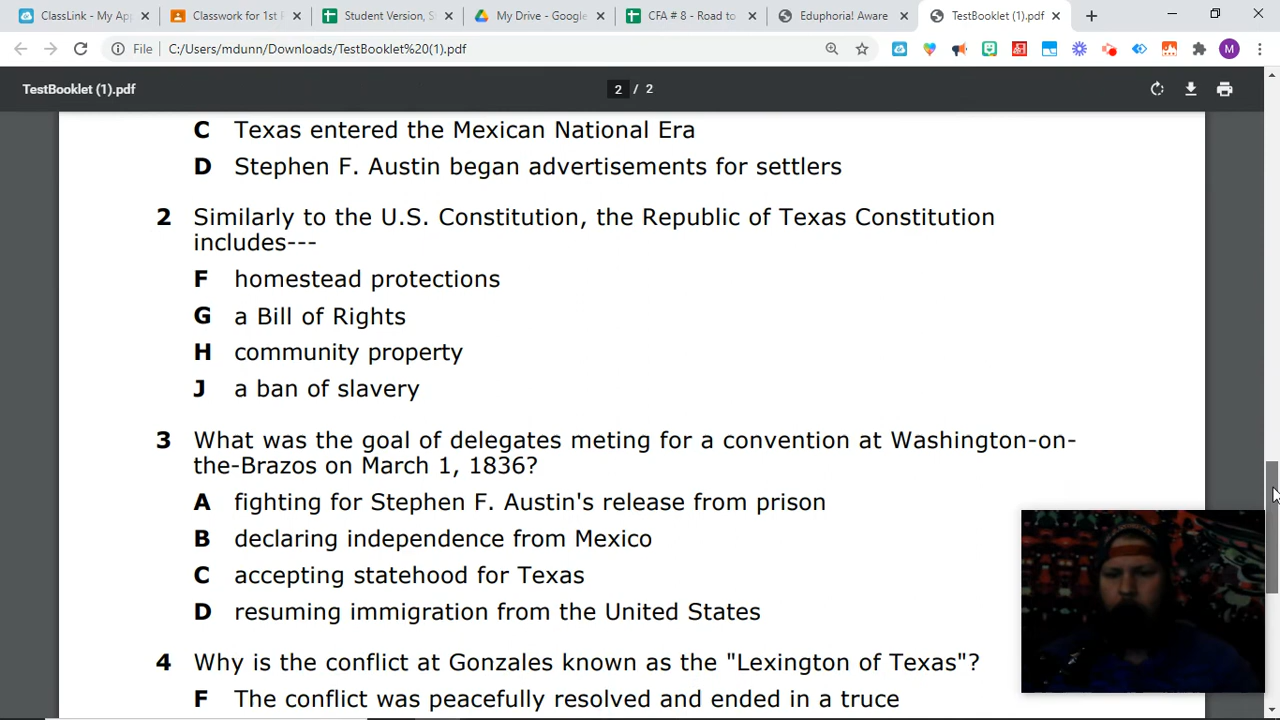 ClassLink - My Ap
Classwork for 1st P
Student Version, S
My Drive - Google
CFA # 8 - Road to
Eduphoria! Aware
TestBooklet (1).pdf
File
C:/Users/mdunn/Downloads/TestBooklet%20(1).pdf
M
TestBooklet (1).pdf
2 / 2
C Texas entered the Mexican National Era
D Stephen F. Austin began advertisements for settlers
2 Similarly to the U.S. Constitution, the Republic of Texas Constitution
includes---
F homestead protections
G a Bill of Rights
H community property
J a ban of slavery
3 What was the goal of delegates meting for a convention at Washington-on-
the-Brazos on March 1, 1836?
A fighting for Stephen F. Austin's release from prison
B declaring independence from Mexico
C accepting statehood for Texas
D resuming immigration from the United States
4 Why is the conflict at Gonzales known as the "Lexington of Texas"?
F The conflict was peacefully resolved and ended in a truce